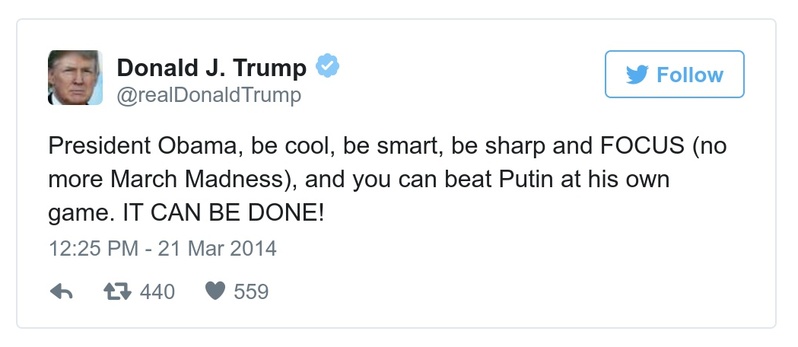 Donald J. Trump
@realDonaldTrump
Follow
President Obama, be cool, be smart, be sharp and FOCUS (no
more March Madness), and you can beat Putin at his own
game. IT CAN BE DONE!
12:25 PM - 21 Mar 2014
440 559